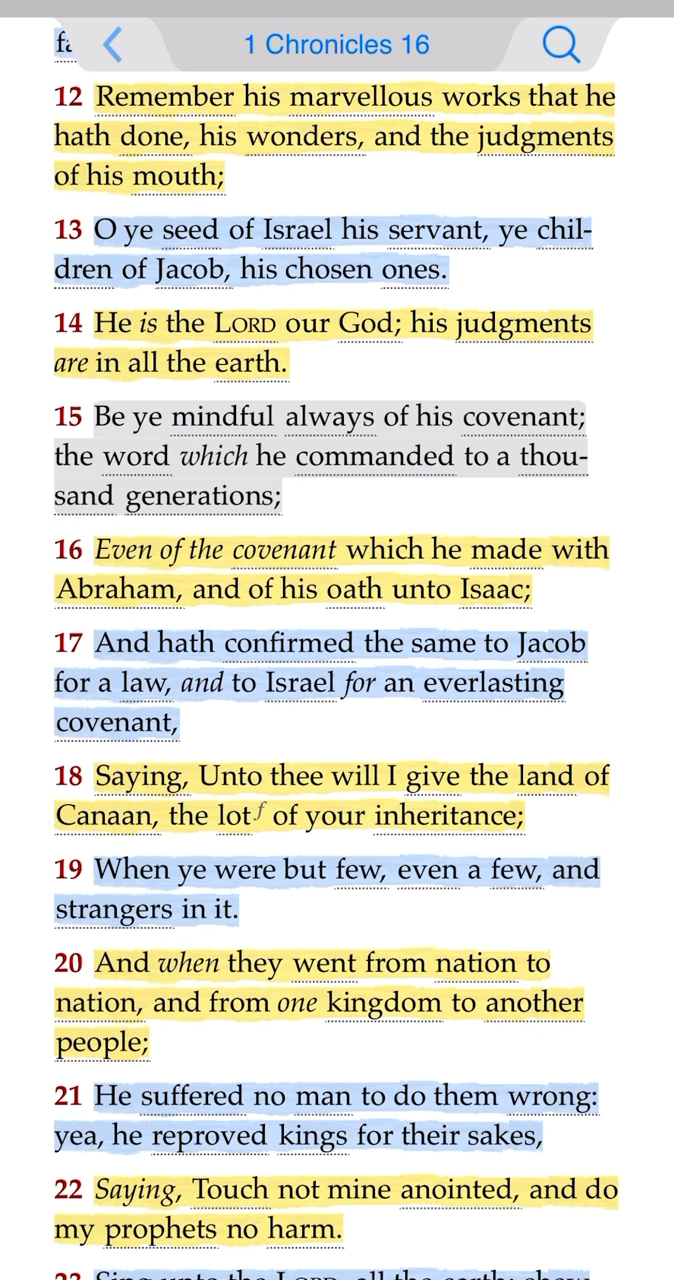 1 Chronicles 16
12 Remember his marvellous works that he
hath done, his wonders, and the judgments
of his mouth;
13 O ye seed of Israel his servant, ye chil-
dren of Jacob, his chosen ones.
14 He is the LORD our God; his judgments
are in all the earth.
15 Be ye mindful always of his covenant;
the word which he commanded to a thou-
sand generations;
16 Even of the covenant which he made with
Abraham, and of his oath unto Isaac;
17 And hath confirmed the same to Jacob
for a law, and to Israel for an everlasting
covenant,
18 Saying, Unto thee will I give the land of
Canaan, the lot f of your inheritance;
19 When ye were but few, even a few, and
strangers in it.
20 And when they went from nation to
nation, and from one kingdom to another
people;
21 He suffered no man to do them wrong:
yea, he reproved kings for their sakes,
22 Saying, Touch not mine anointed, and do
my prophets no harm.